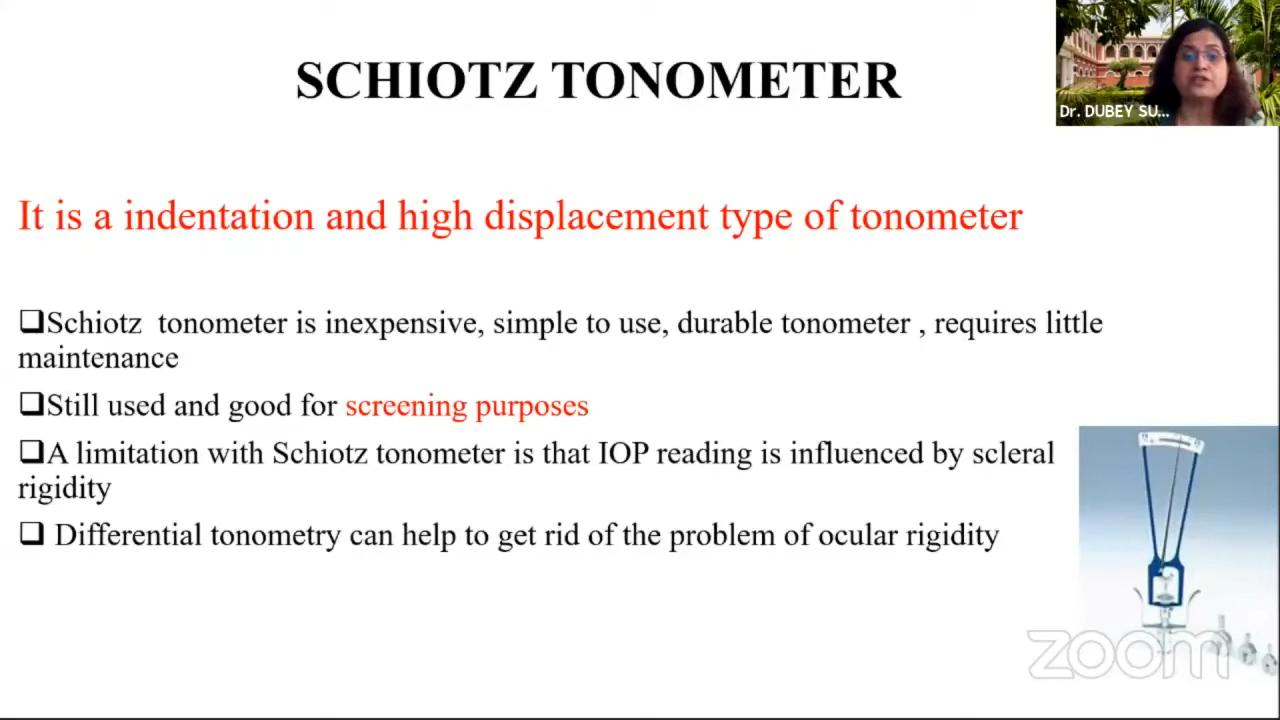 SCHIOTZ TONOMETER
Dr. DUBEY SU...
It is a indentation and high displacement type of tonometer
❑Schiotz tonometer is inexpensive, simple to use, durable tonometer , requires little
maintenance
❑Still used and good for screening purposes
❑A limitation with Schiotz tonometer is that IOP reading is influenced by scleral
rigidity
❑ Differential tonometry can help to get rid of the problem of ocular rigidity
zoom